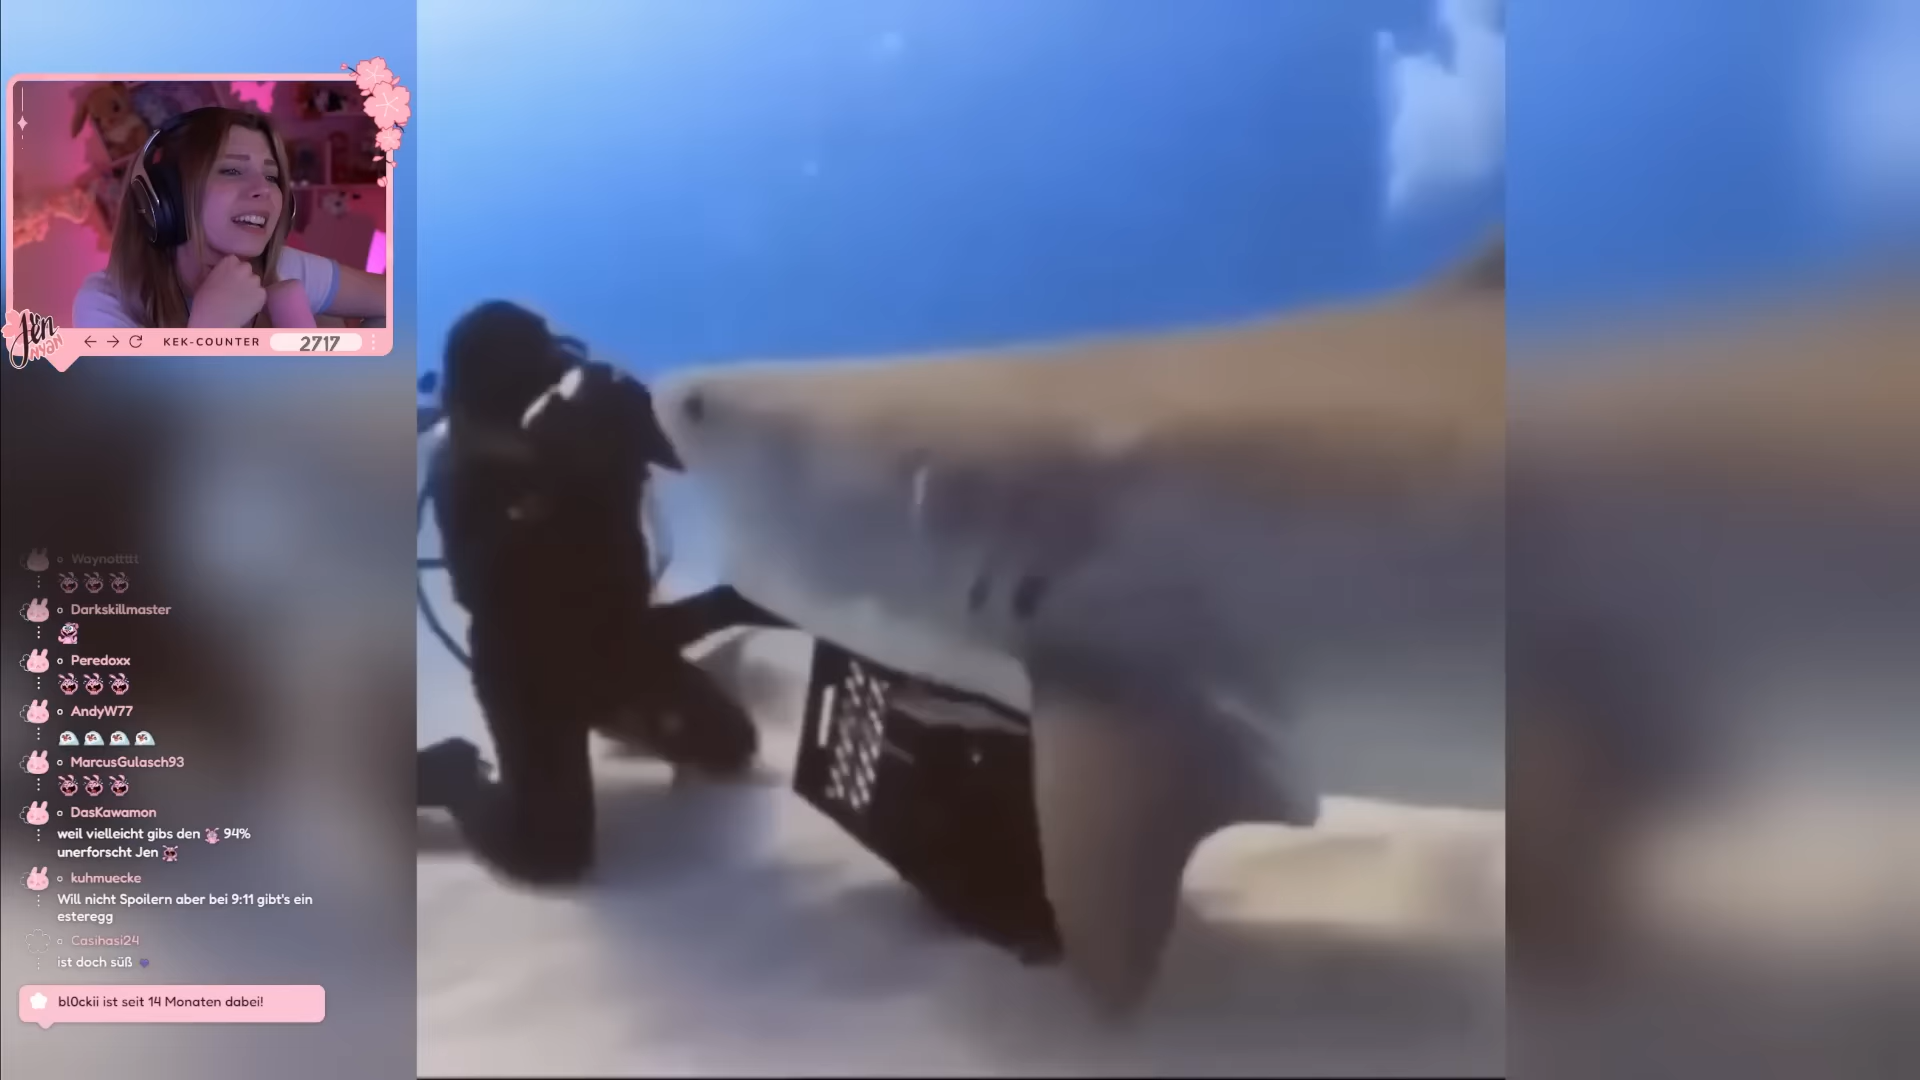 Jen
NYAN
KEK-COUNTER 2717
Waynottttt
Darkskillmaster
Peredoxx
AndyW77
MarcusGulasch93
DasKawamon
weil vielleicht gibs den 94%
unerforscht Jen
kuhmuecke
Will nicht Spoilern aber bei 9:11 gibt's ein
esteregg
Casihasi24
ist doch süß
bl0ckii ist seit 14 Monaten dabei!